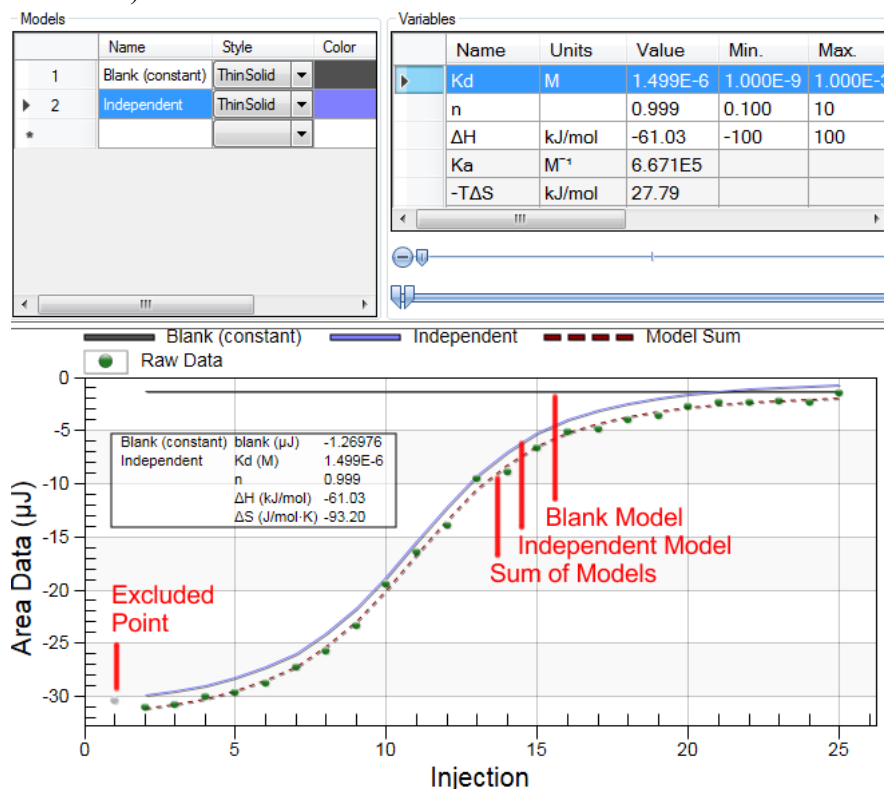 Models
Name Style Color
1 Blank (constant) ThinSolid
2 Independent ThinSolid
*
Variables
Name Units Value Min. Max.
Kd M 1.499E-6 1.000E-9 1.000E-3
n 0.999 0.100 10
ΔH kJ/mol -61.03 -100 100
Ka M⁻¹ 6.671E5
-TΔS kJ/mol 27.79
Blank (constant) Independent Model Sum
Raw Data
Blank (constant) blank (µJ) -1.26976
Independent Kd (M) 1.499E-6
n 0.999
ΔH (kJ/mol) -61.03
ΔS (J/mol·K) -93.20
Blank Model
Independent Model
Sum of Models
Excluded
Point
Area Data (µJ)
0
-5
-10
-15
-20
-25
-30
0 5 10 15 20 25
Injection